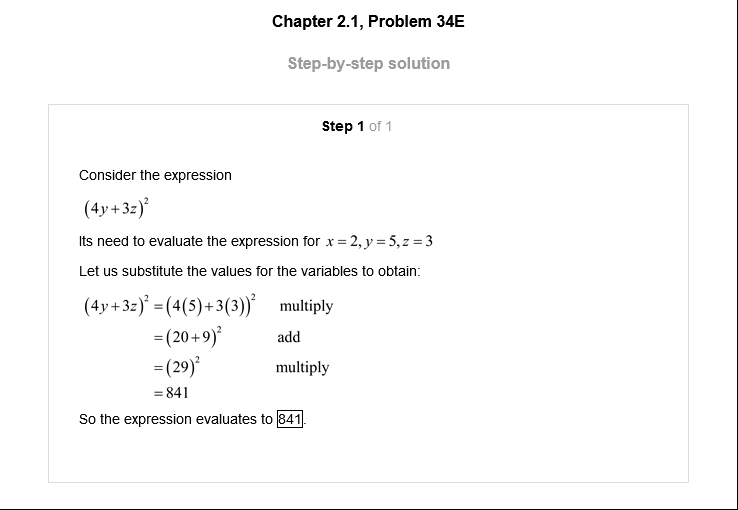 Chapter 2.1, Problem 34E
Step-by-step solution
Step 1 of 1
Consider the expression
(4y+3z)²
Its need to evaluate the expression for x = 2, y = 5, z = 3
Let us substitute the values for the variables to obtain:
(4y+3z)² = (4(5)+3(3))² multiply
= (20+9)² add
= (29)² multiply
= 841
So the expression evaluates to 841.